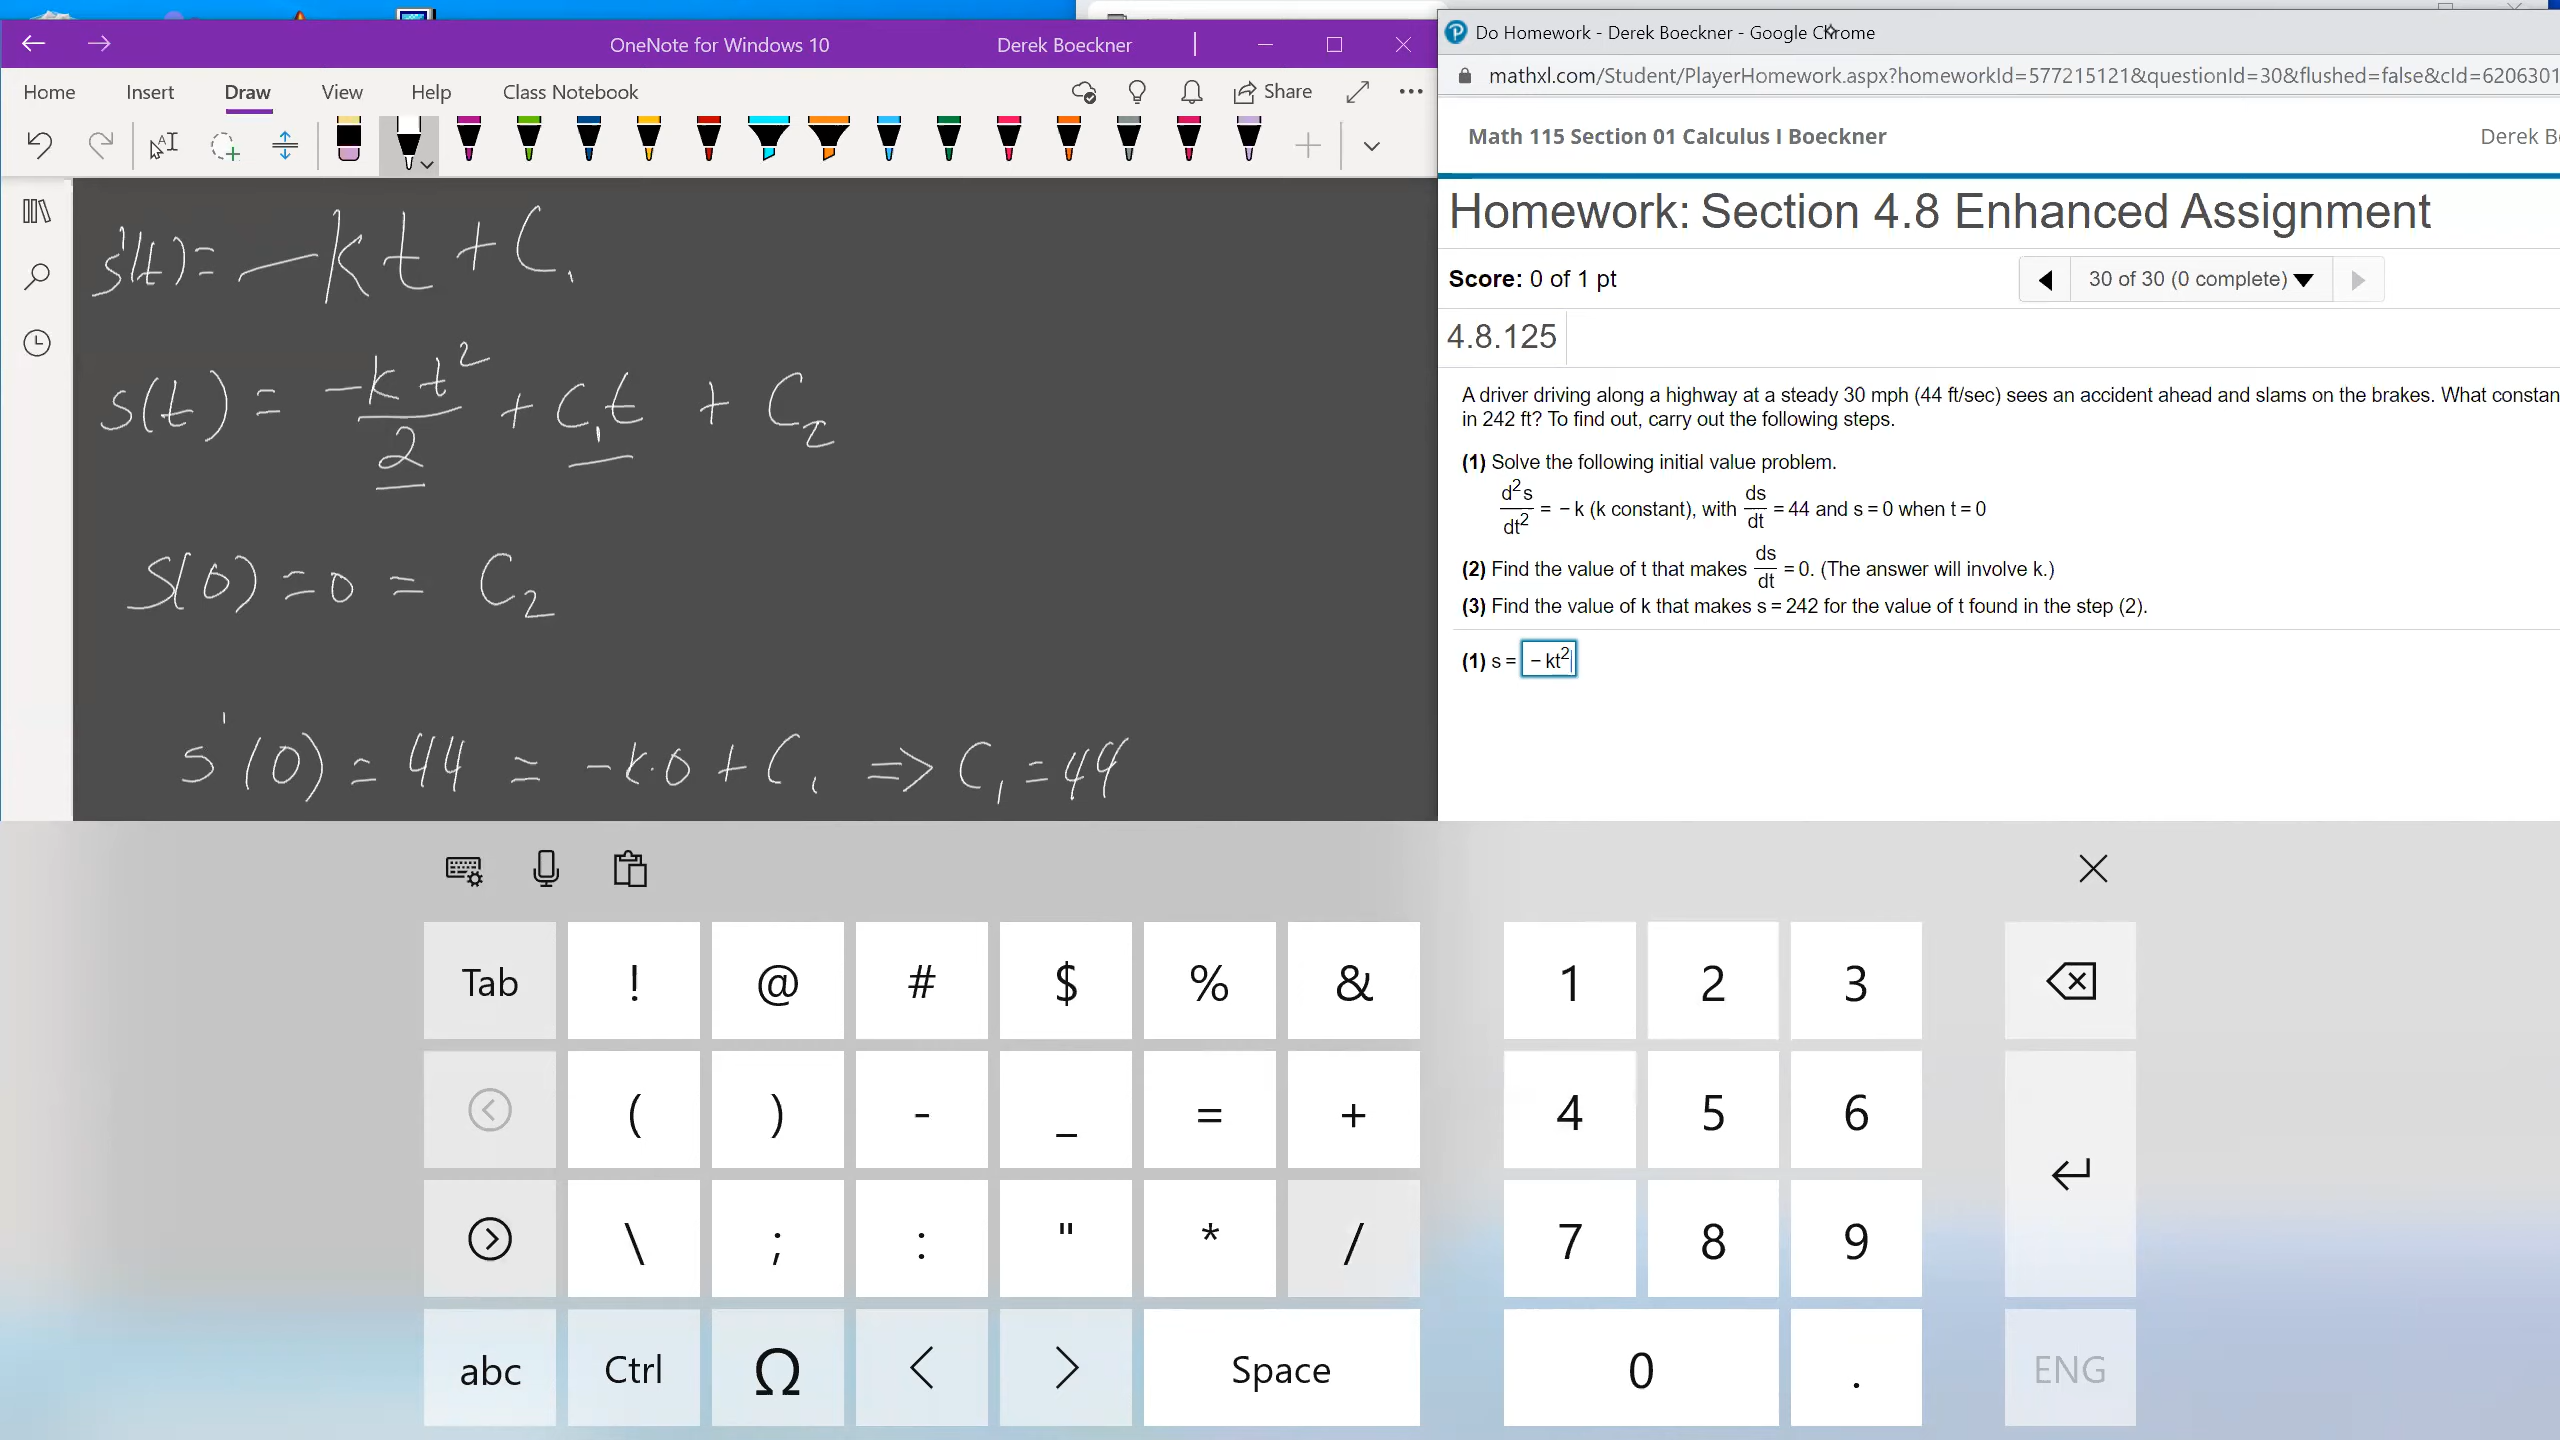 OneNote for Windows 10
Derek Boeckner
Home Insert Draw View Help Class Notebook Share
s'(t) = -kt + C₁
s(t) = -kt²/2 + C₁t + C₂
S(0) = 0 = C₂
s'(0) = 44 = -k·0 + C₁ => C₁ = 44
Do Homework - Derek Boeckner - Google Chrome
mathxl.com/Student/PlayerHomework.aspx?homeworkId=577215121&questionId=30&flushed=false&cId=6206301
Math 115 Section 01 Calculus I Boeckner
Derek B
Homework: Section 4.8 Enhanced Assignment
Score: 0 of 1 pt
30 of 30 (0 complete)
4.8.125
A driver driving along a highway at a steady 30 mph (44 ft/sec) sees an accident ahead and slams on the brakes. What constan
in 242 ft? To find out, carry out the following steps.
(1) Solve the following initial value problem.
d²s/dt² = -k (k constant), with ds/dt = 44 and s = 0 when t = 0
(2) Find the value of t that makes ds/dt = 0. (The answer will involve k.)
(3) Find the value of k that makes s = 242 for the value of t found in the step (2).
(1) s = -kt²
Tab ! @ # $ % & 1 2 3
( ) - _ = + 4 5 6
\ ; : " * / 7 8 9
abc Ctrl Ω < > Space 0 . ENG